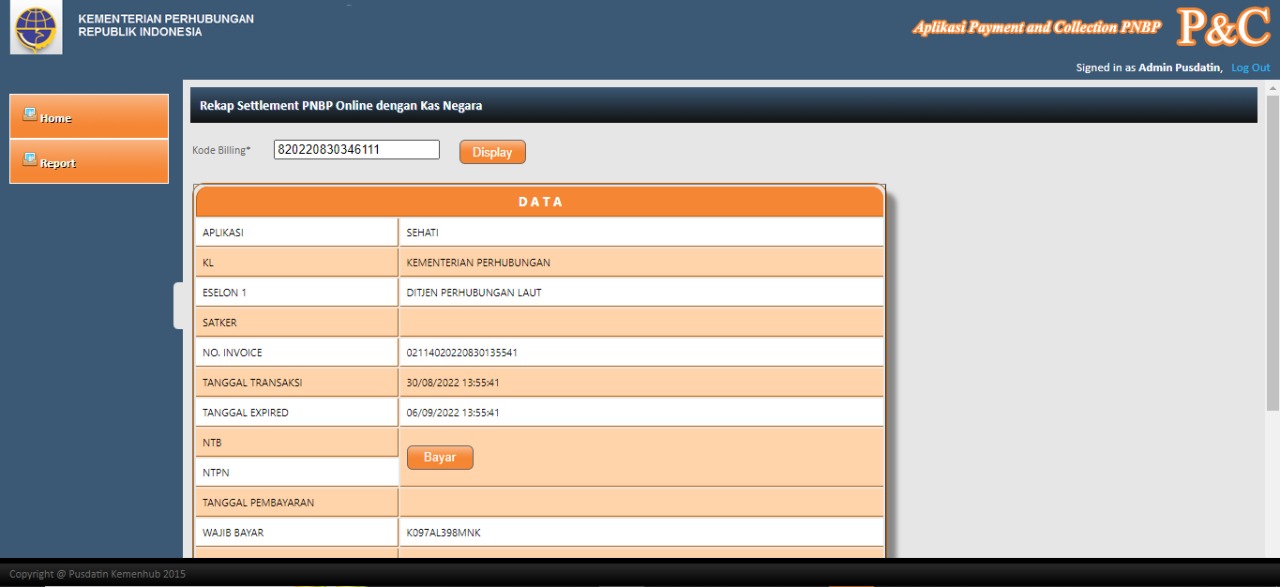 KEMENTERIAN PERHUBUNGAN
REPUBLIK INDONESIA
Aplikasi Payment and Collection PNBP P&C
Signed in as Admin Pusdatin, Log Out
Home
Report
Rekap Settlement PNBP Online dengan Kas Negara
Kode Billing* 820220830346111 Display
DATA
APLIKASI SEHATI
KL KEMENTERIAN PERHUBUNGAN
ESELON 1 DITJEN PERHUBUNGAN LAUT
SATKER
NO. INVOICE 02114020220830135541
TANGGAL TRANSAKSI 30/08/2022 13:55:41
TANGGAL EXPIRED 06/09/2022 13:55:41
NTB
Bayar
NTPN
TANGGAL PEMBAYARAN
WAJIB BAYAR K097AL398MNK
Copyright @ Pusdatin Kemenhub 2015